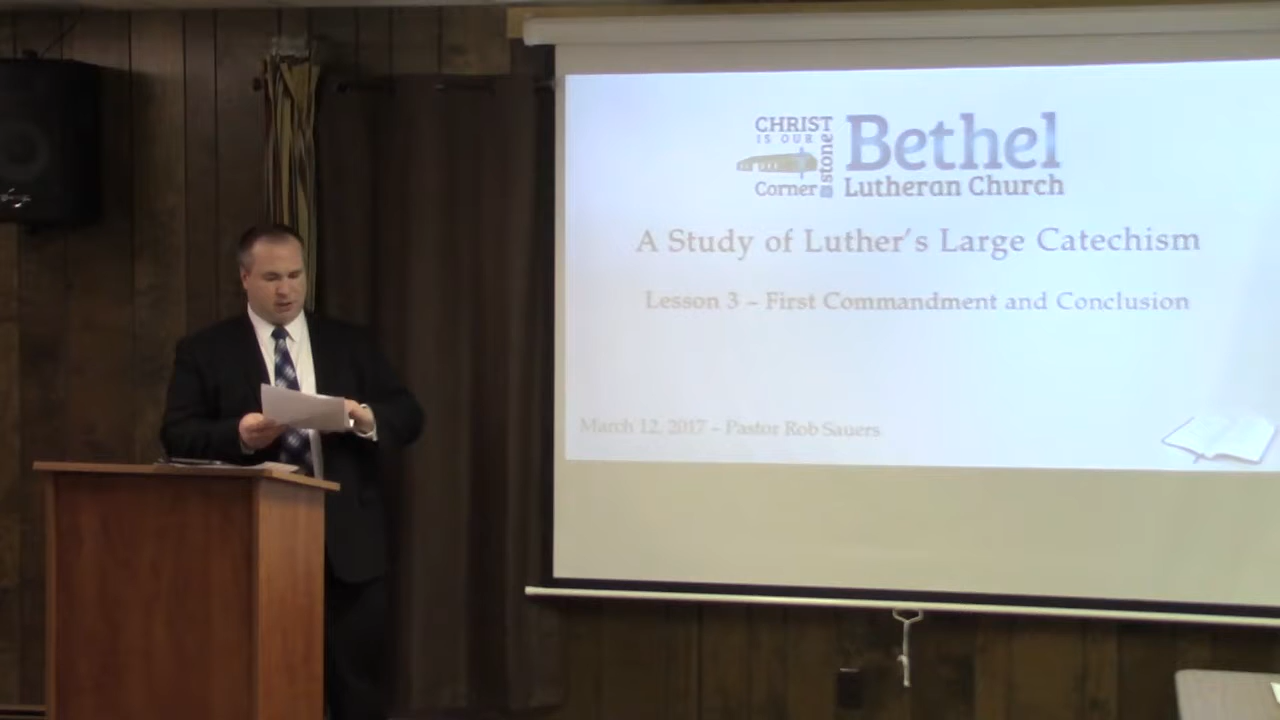 CHRIST
IS OUR
Corner
stone
Bethel
Lutheran Church
A Study of Luther's Large Catechism
Lesson 3 – First Commandment and Conclusion
March 12, 2017 – Pastor Rob Sauers